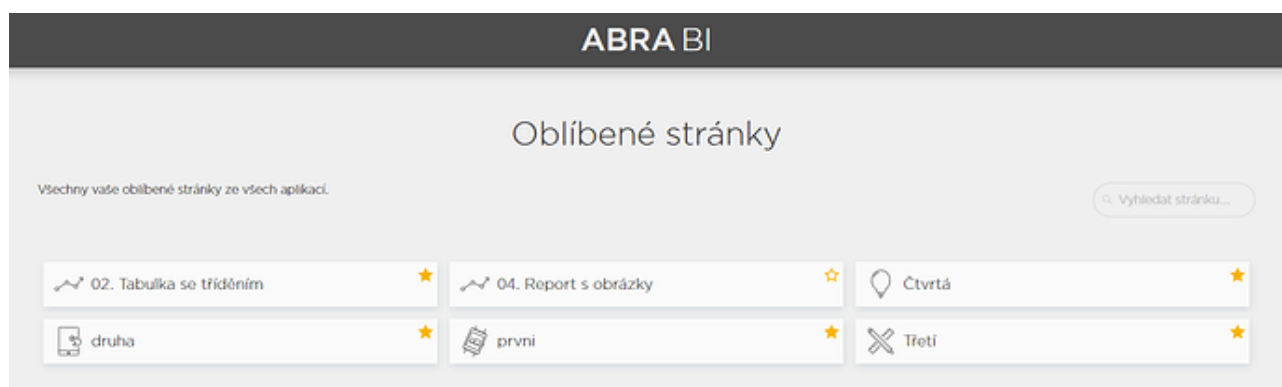 ABRA BI
Oblíbené stránky
Všechny vaše oblíbené stránky ze všech aplikací.
Vyhledat stránku...
02. Tabulka se tříděním
04. Report s obrázky
Čtvrtá
druha
prvni
Třetí